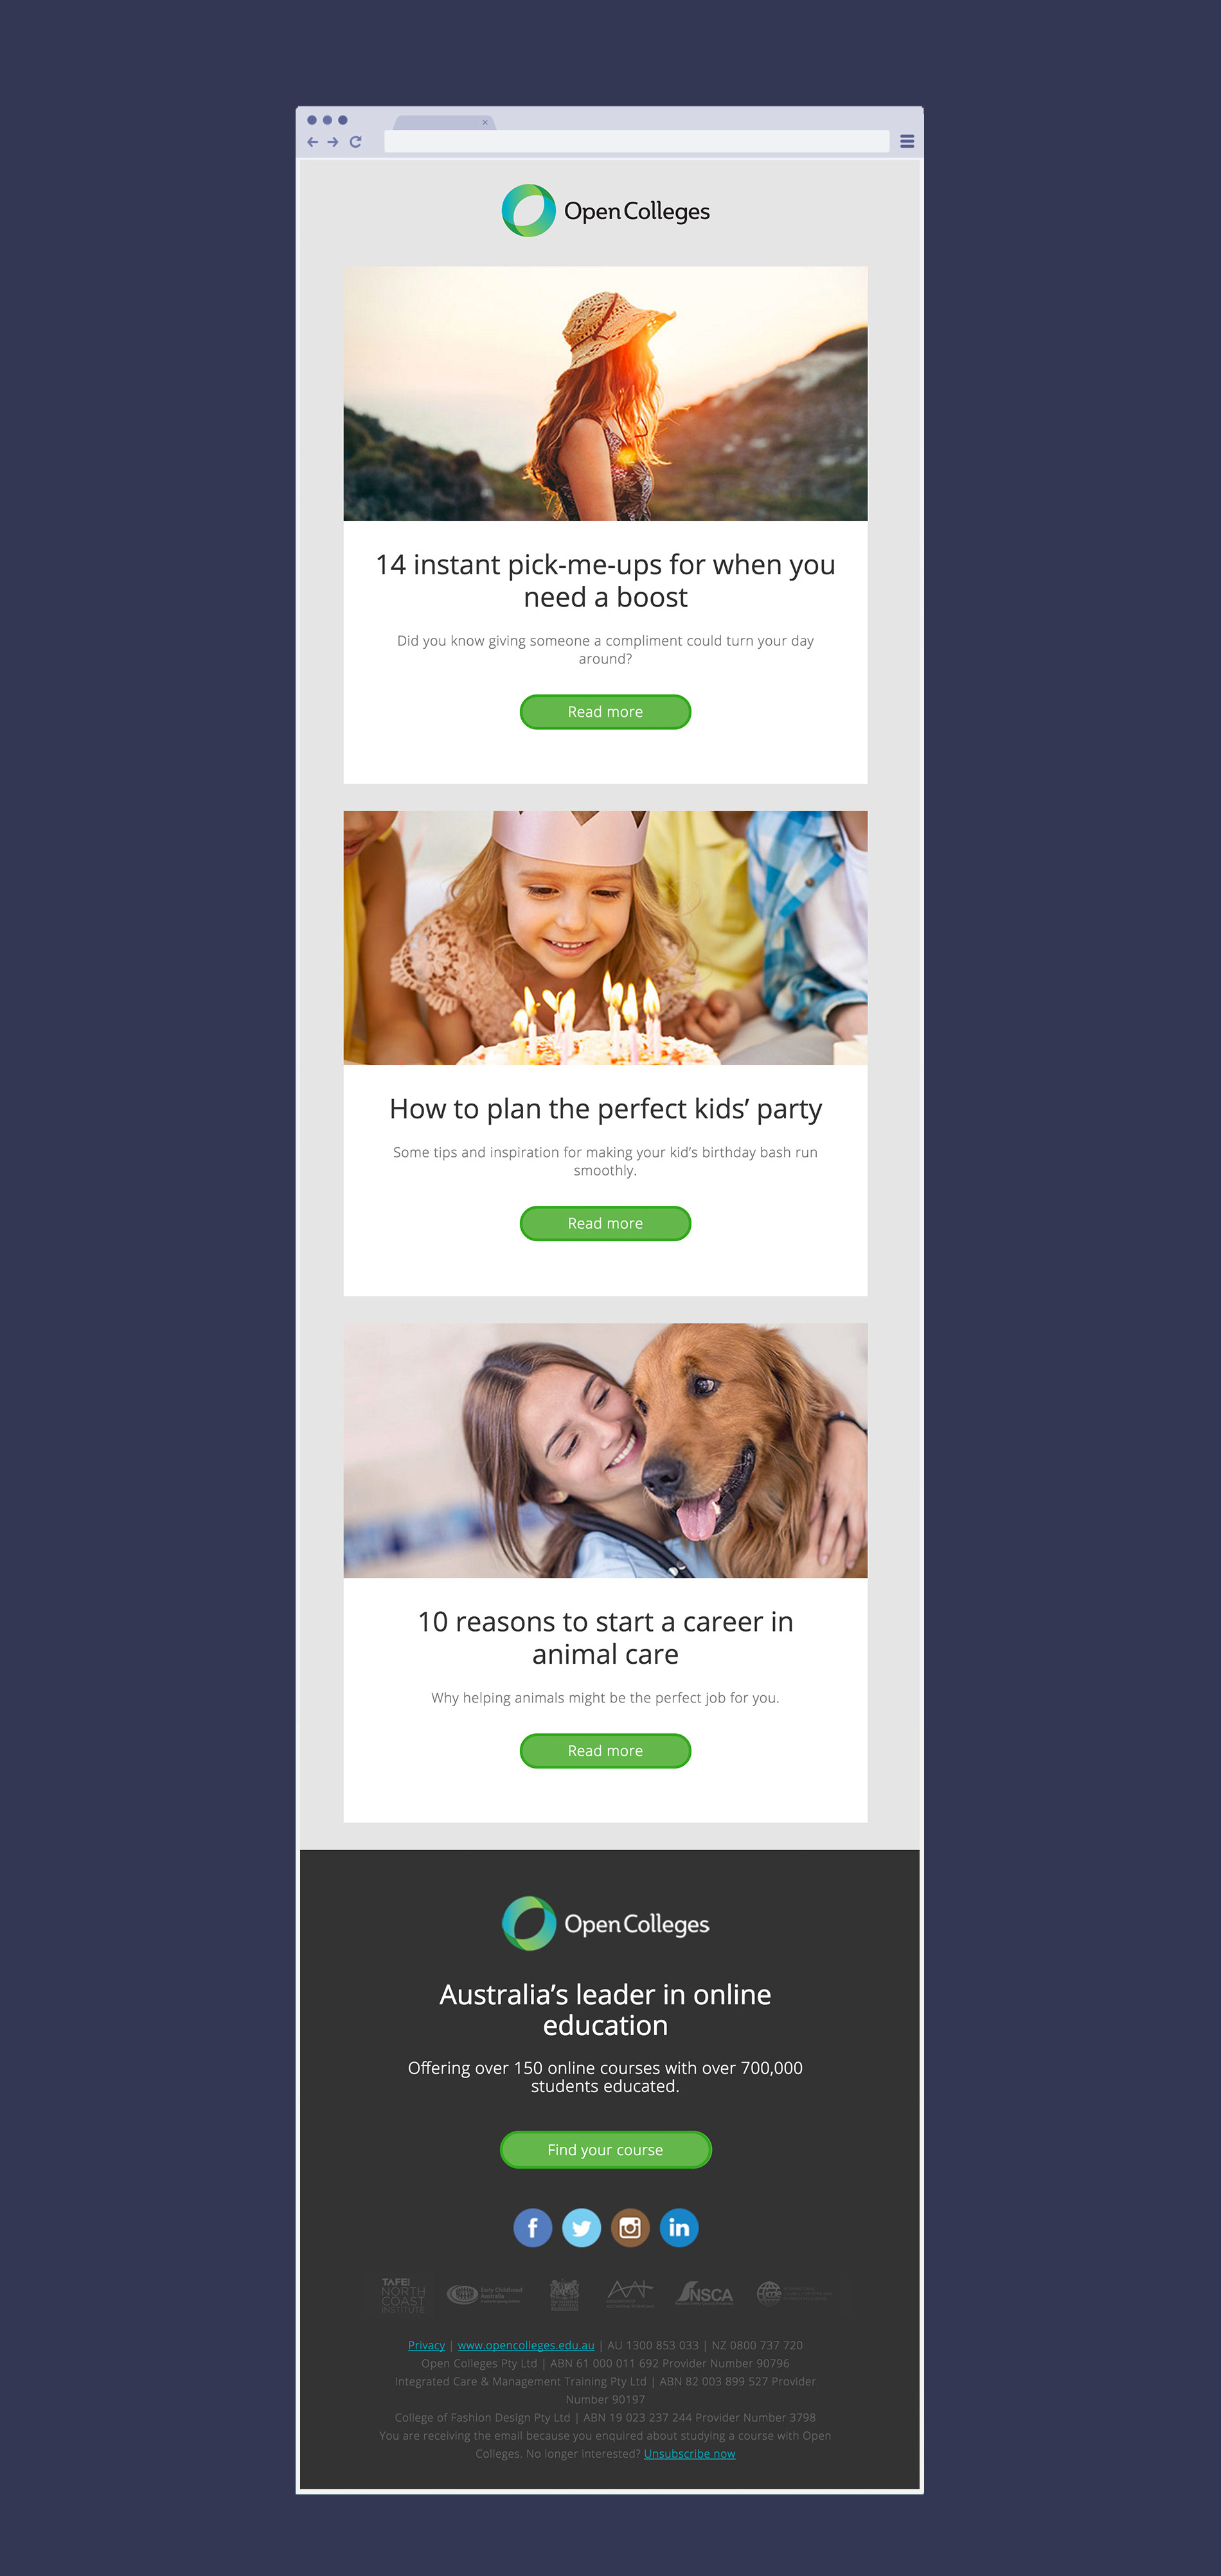 Open Colleges
14 instant pick-me-ups for when you
need a boost
Did you know giving someone a compliment could turn your day
around?
Read more
How to plan the perfect kids’ party
Some tips and inspiration for making your kid’s birthday bash run
smoothly.
Read more
10 reasons to start a career in
animal care
Why helping animals might be the perfect job for you.
Read more
Open Colleges
Australia’s leader in online
education
Offering over 150 online courses with over 700,000
students educated.
Find your course
f
in
TAFE
NORTH
COAST
INSTITUTE
Early Childhood
Australia
NSCA
Privacy | www.opencolleges.edu.au | AU 1300 853 033 | NZ 0800 737 720
Open Colleges Pty Ltd | ABN 61 000 011 692 Provider Number 90796
Integrated Care & Management Training Pty Ltd | ABN 82 003 899 527 Provider
Number 90197
College of Fashion Design Pty Ltd | ABN 19 023 237 244 Provider Number 3798
You are receiving the email because you enquired about studying a course with Open
Colleges. No longer interested? Unsubscribe now